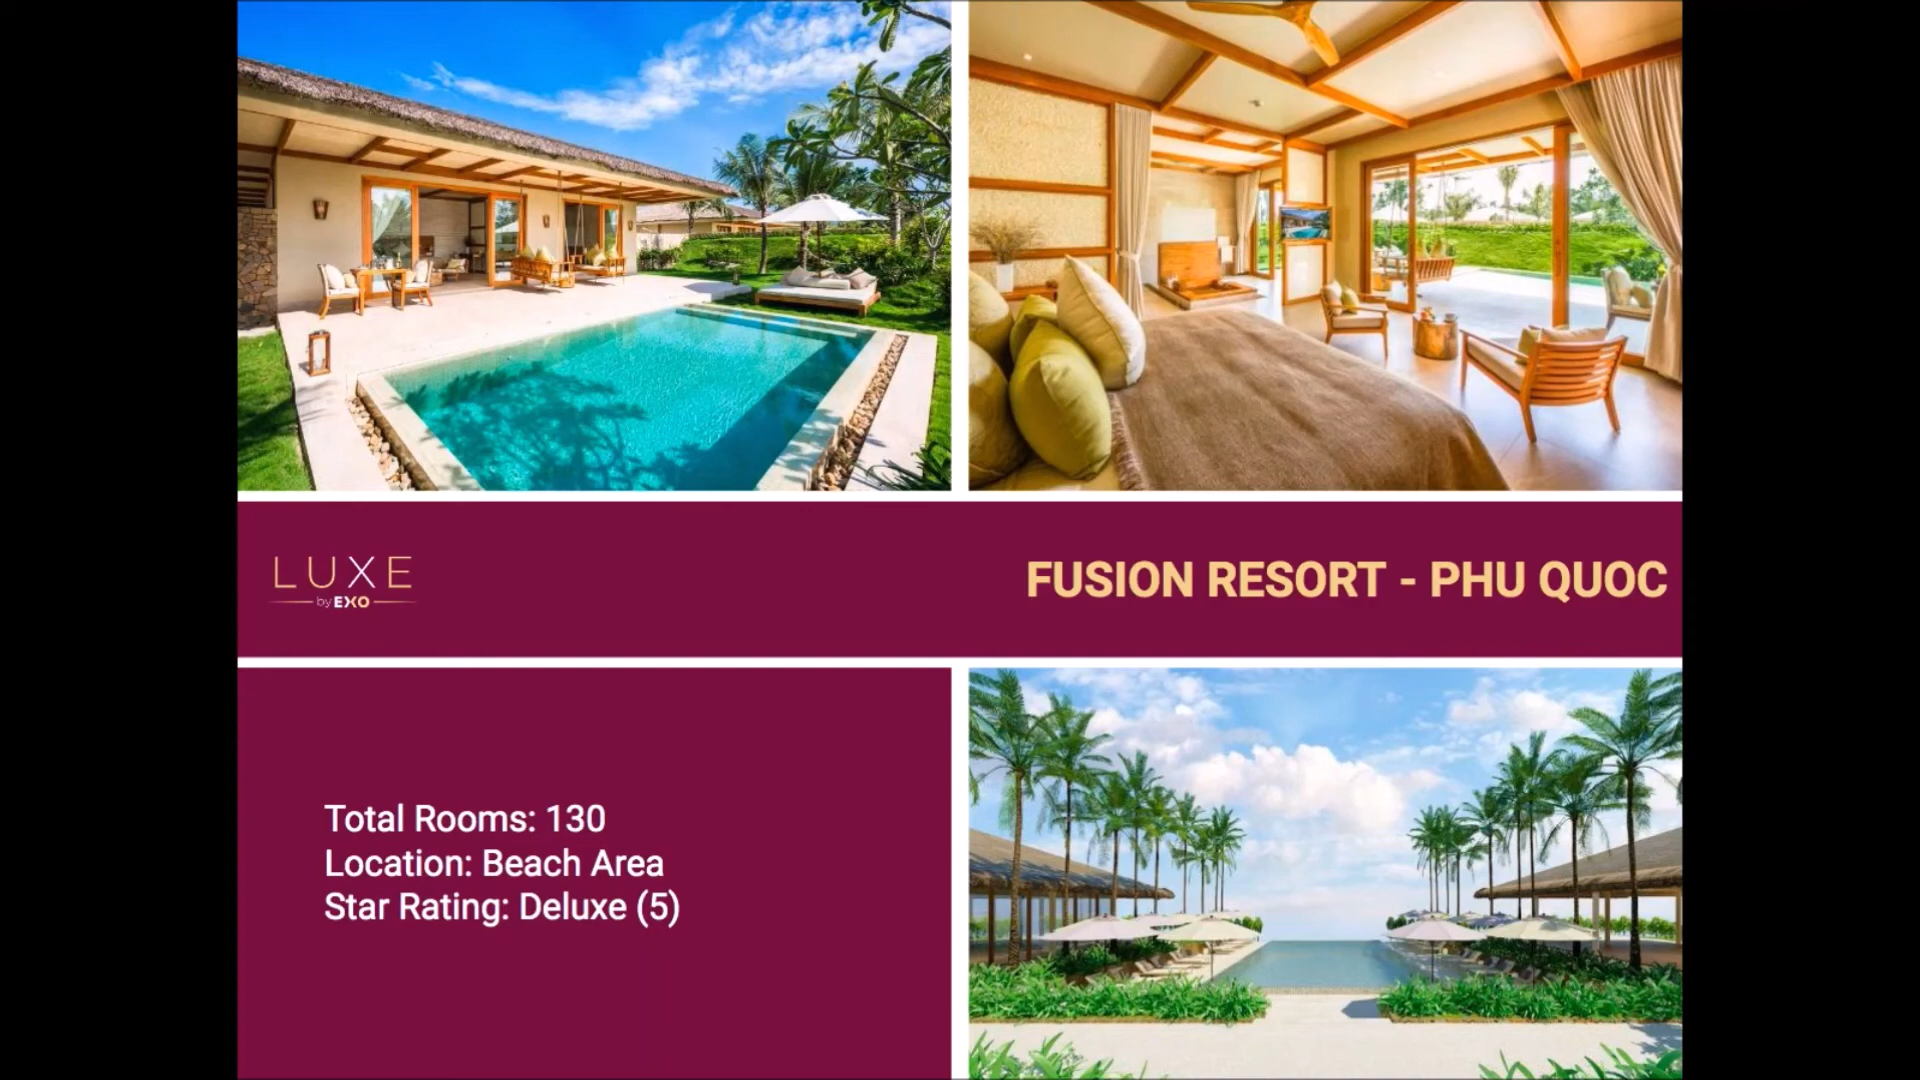 LUXE
by EXO
FUSION RESORT - PHU QUOC
Total Rooms: 130
Location: Beach Area
Star Rating: Deluxe (5)